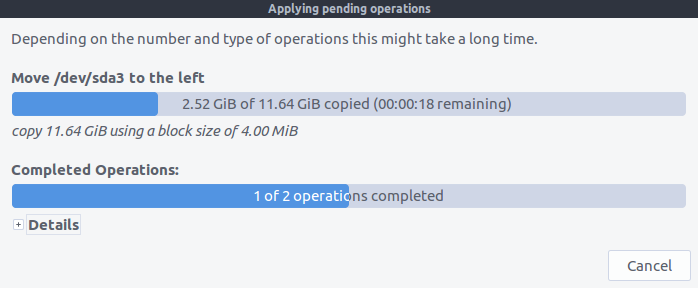 Applying pending operations
Depending on the number and type of operations this might take a long time.
Move /dev/sda3 to the left
2.52 GiB of 11.64 GiB copied (00:00:18 remaining)
copy 11.64 GiB using a block size of 4.00 MiB
Completed Operations:
1 of 2 operations completed
Details
Cancel